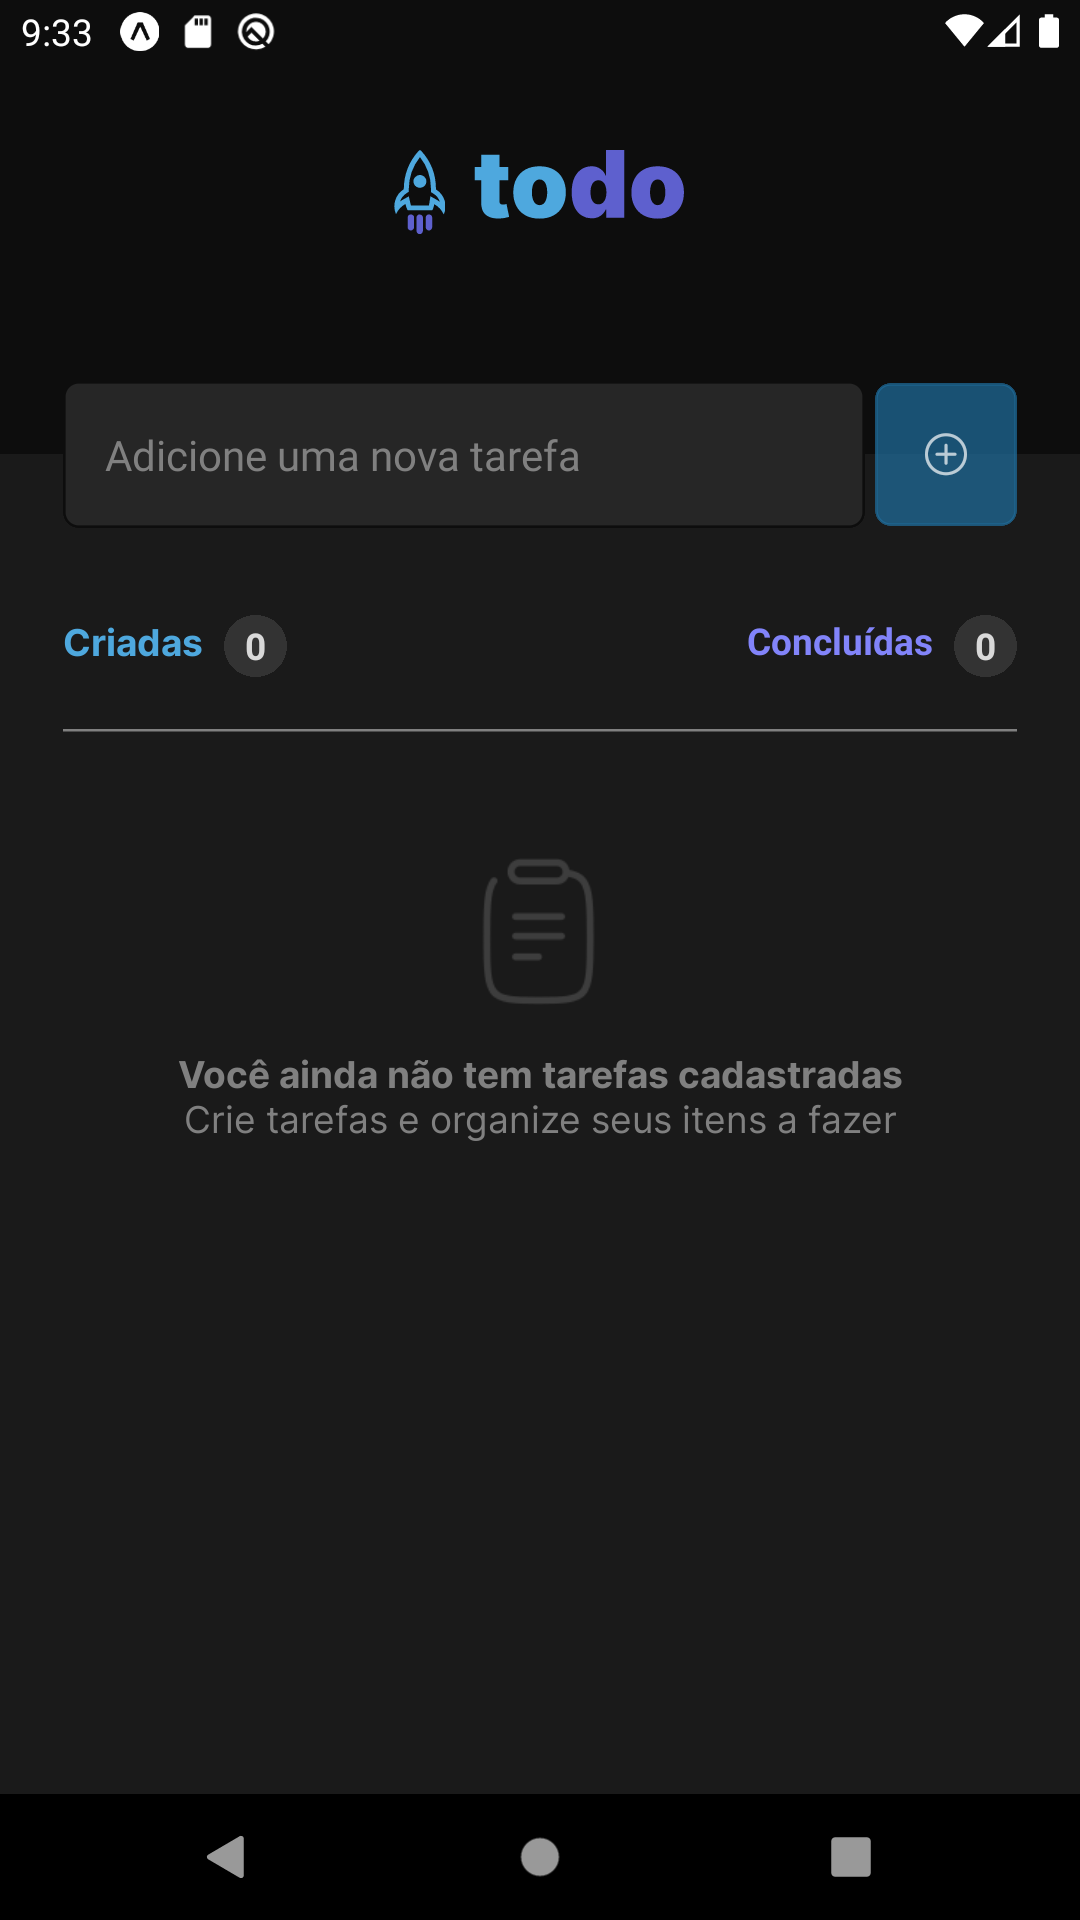 9:33
todo
Adicione uma nova tarefa
Criadas 0
Concluídas 0
Você ainda não tem tarefas cadastradas
Crie tarefas e organize seus itens a fazer